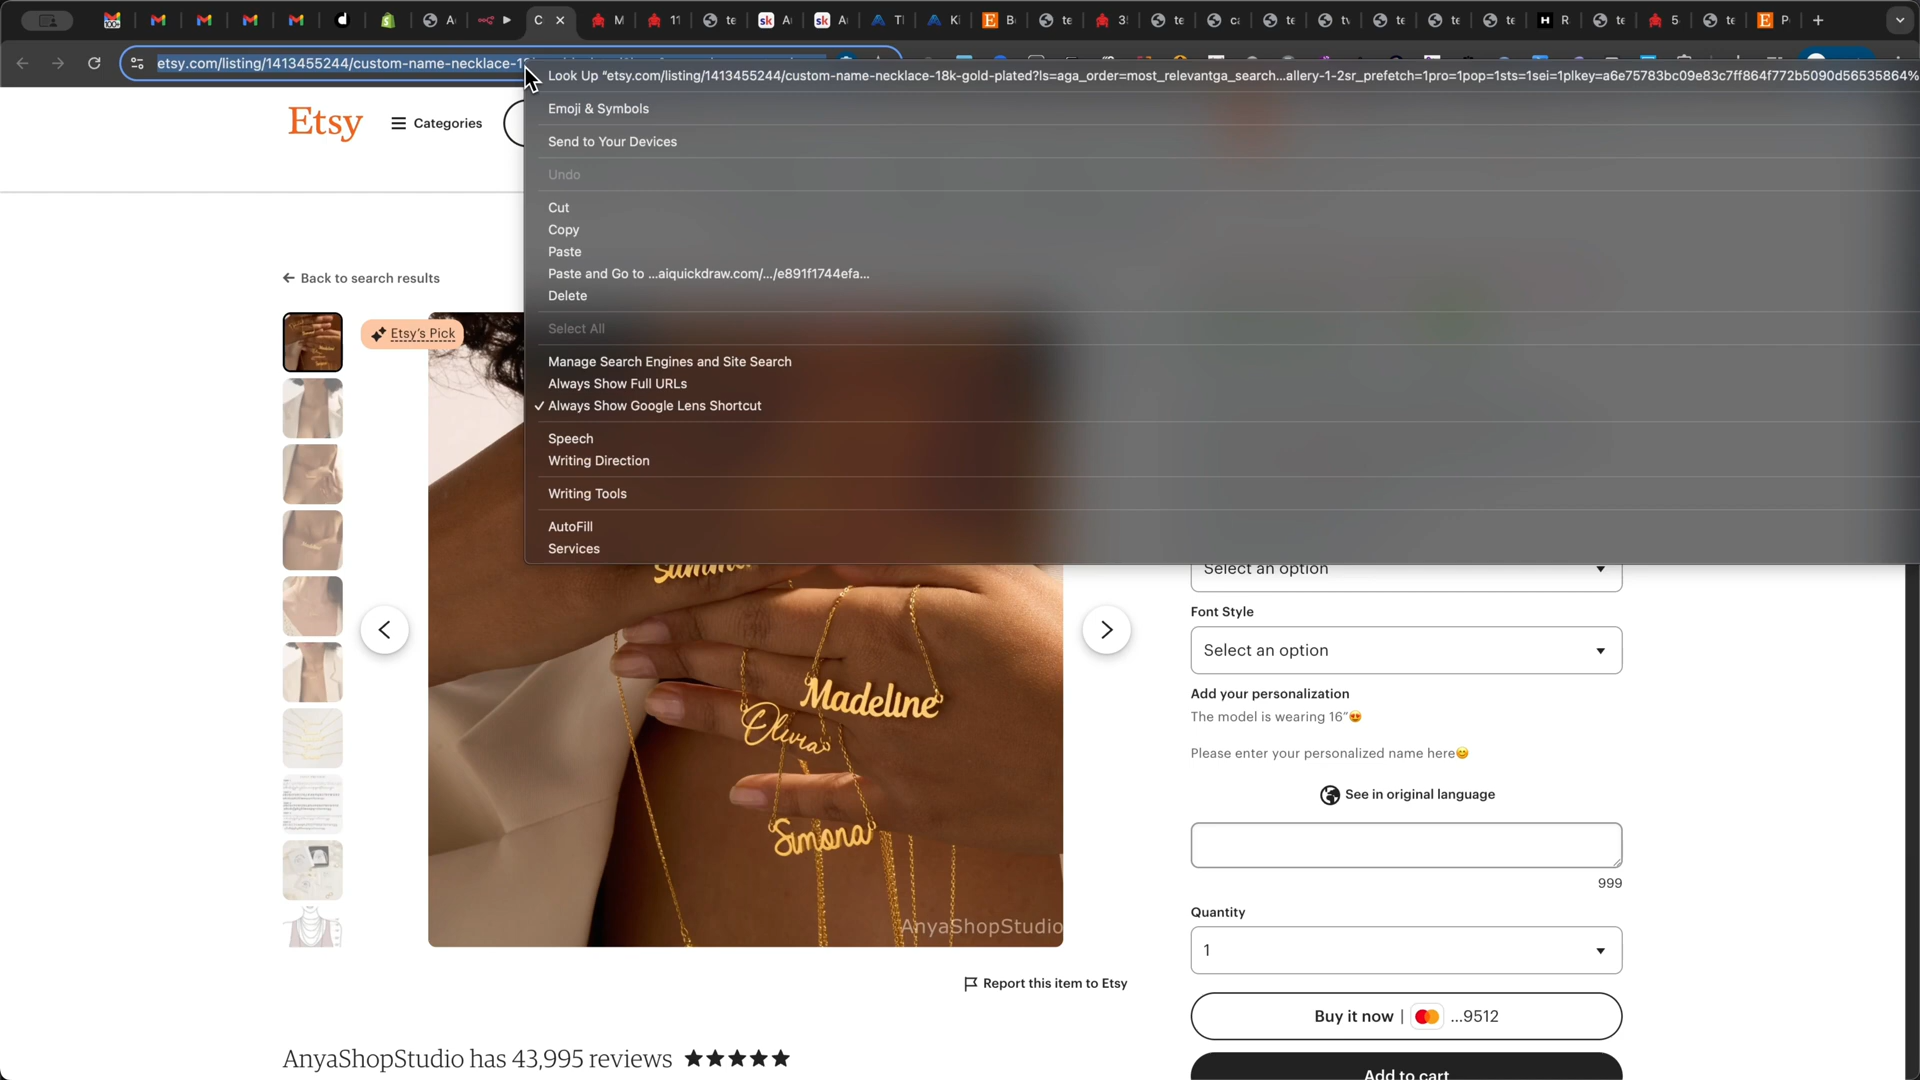 etsy.com/listing/1413455244/custom-name-necklace-18
Look Up “etsy.com/listing/1413455244/custom-name-necklace-18k-gold-plated?ls=aga_order=most_relevantga_search...allery-1-2sr_prefetch=1pro=1pop=1sts=1sei=1plkey=a6e75783bc09e83c7ff864f772b5090d56535864%
Emoji & Symbols
Send to Your Devices
Undo
Cut
Copy
Paste
Paste and Go to ...aiquickdraw.com/.../e891f1744efa...
Delete
Select All
Manage Search Engines and Site Search
Always Show Full URLs
✓ Always Show Google Lens Shortcut
Speech
Writing Direction
Writing Tools
AutoFill
Services
Etsy
Categories
← Back to search results
Etsy's Pick
Summer
Madeline
Olivia
Simona
AnyaShopStudio
Report this item to Etsy
AnyaShopStudio has 43,995 reviews ★★★★★
Select an option
Font Style
Select an option
Add your personalization
The model is wearing 16”😍
Please enter your personalized name here😊
See in original language
999
Quantity
1
Buy it now | ...9512
Add to cart